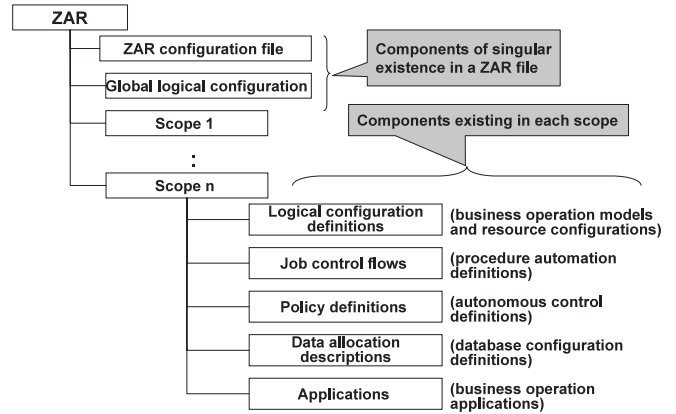 ZAR
ZAR configuration file
Global logical configuration
Components of singular
existence in a ZAR file
Scope 1
Components existing in each scope
:
Scope n
Logical configuration
definitions
(business operation models
and resource configurations)
Job control flows
(procedure automation
definitions)
Policy definitions
(autonomous control
definitions)
Data allocation
descriptions
(database configuration
definitions)
Applications
(business operation
applications)